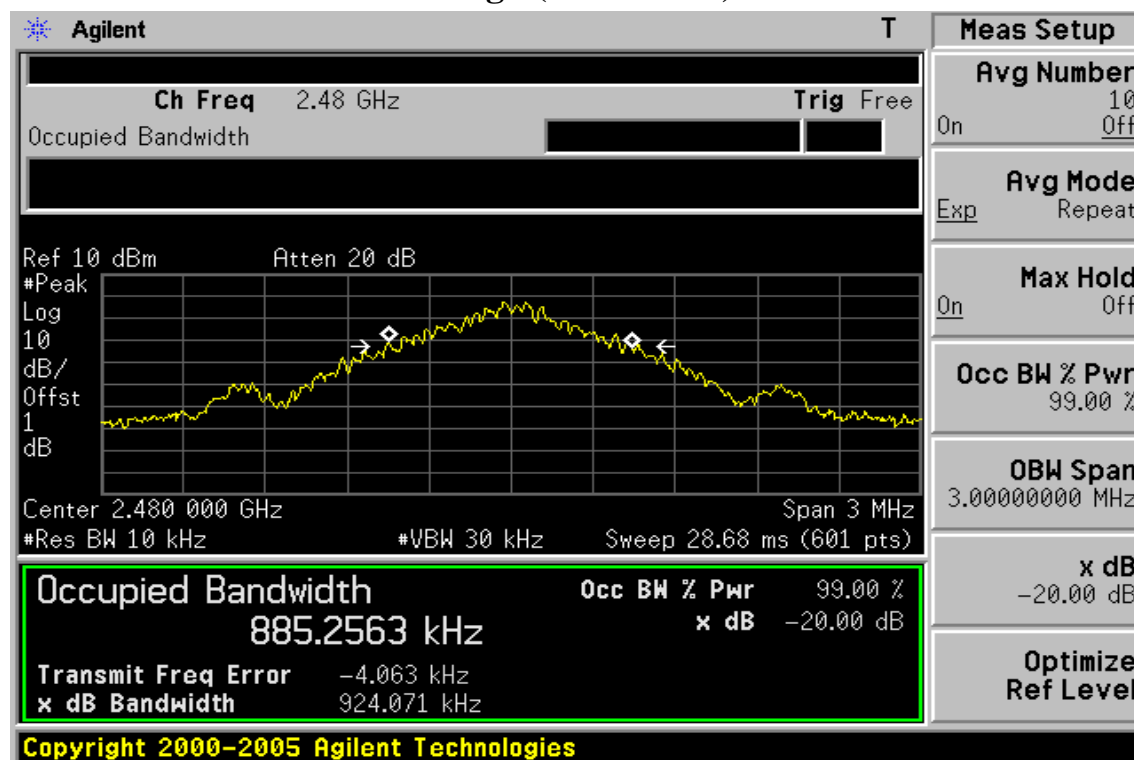 Agilent T
Ch Freq 2.48 GHz Trig Free
Occupied Bandwidth
Ref 10 dBm Atten 20 dB
#Peak
Log
10
dB/
Offst
1
dB
Center 2.480 000 GHz Span 3 MHz
#Res BW 10 kHz #VBW 30 kHz Sweep 28.68 ms (601 pts)
Occupied Bandwidth Occ BW % Pwr 99.00 %
885.2563 kHz x dB -20.00 dB
Transmit Freq Error -4.063 kHz
x dB Bandwidth 924.071 kHz
Copyright 2000-2005 Agilent Technologies
Meas Setup
Avg Number
10
On Off
Avg Mode
Exp Repeat
Max Hold
On Off
Occ BW % Pwr
99.00 %
OBW Span
3.00000000 MHz
x dB
-20.00 dB
Optimize
Ref Level